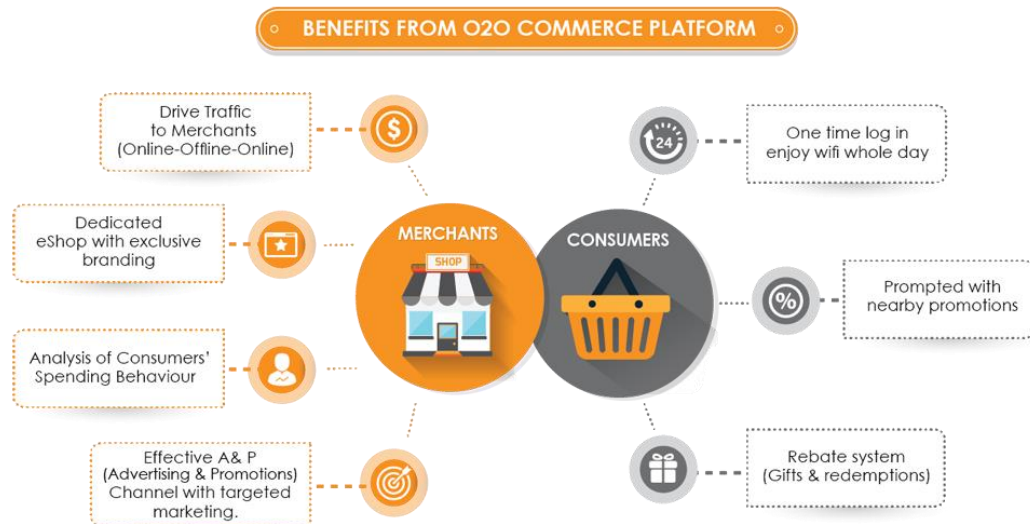 BENEFITS FROM O2O COMMERCE PLATFORM
Drive Traffic
to Merchants
(Online-Offline-Online)
Dedicated
eShop with exclusive
branding
Analysis of Consumers'
Spending Behaviour
Effective A& P
(Advertising & Promotions)
Channel with targeted
marketing.
$
MERCHANTS
SHOP
CONSUMERS
24
One time log in
enjoy wifi whole day
%
Prompted with
nearby promotions
Rebate system
(Gifts & redemptions)